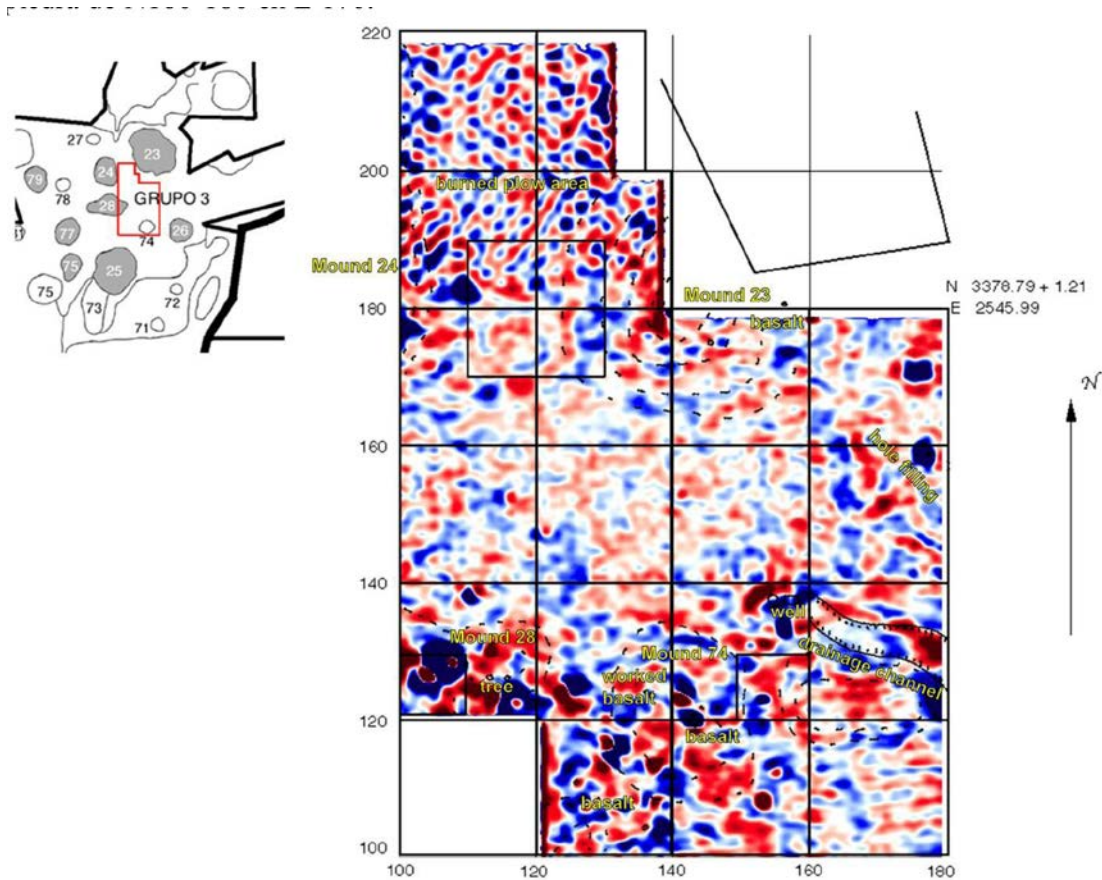 27
23
24
79
78
GRUPO 3
28
74
26
77
75
25
75
73
72
71
220
200
180
160
140
120
100
100
120
140
160
180
burned plow area
Mound 24
Mound 23
basalt
N 3378.79 + 1.21
E 2545.99
N
hole filling
well
drainage channel
Mound 28
tree
Mound 74
worked
basalt
basalt
basalt